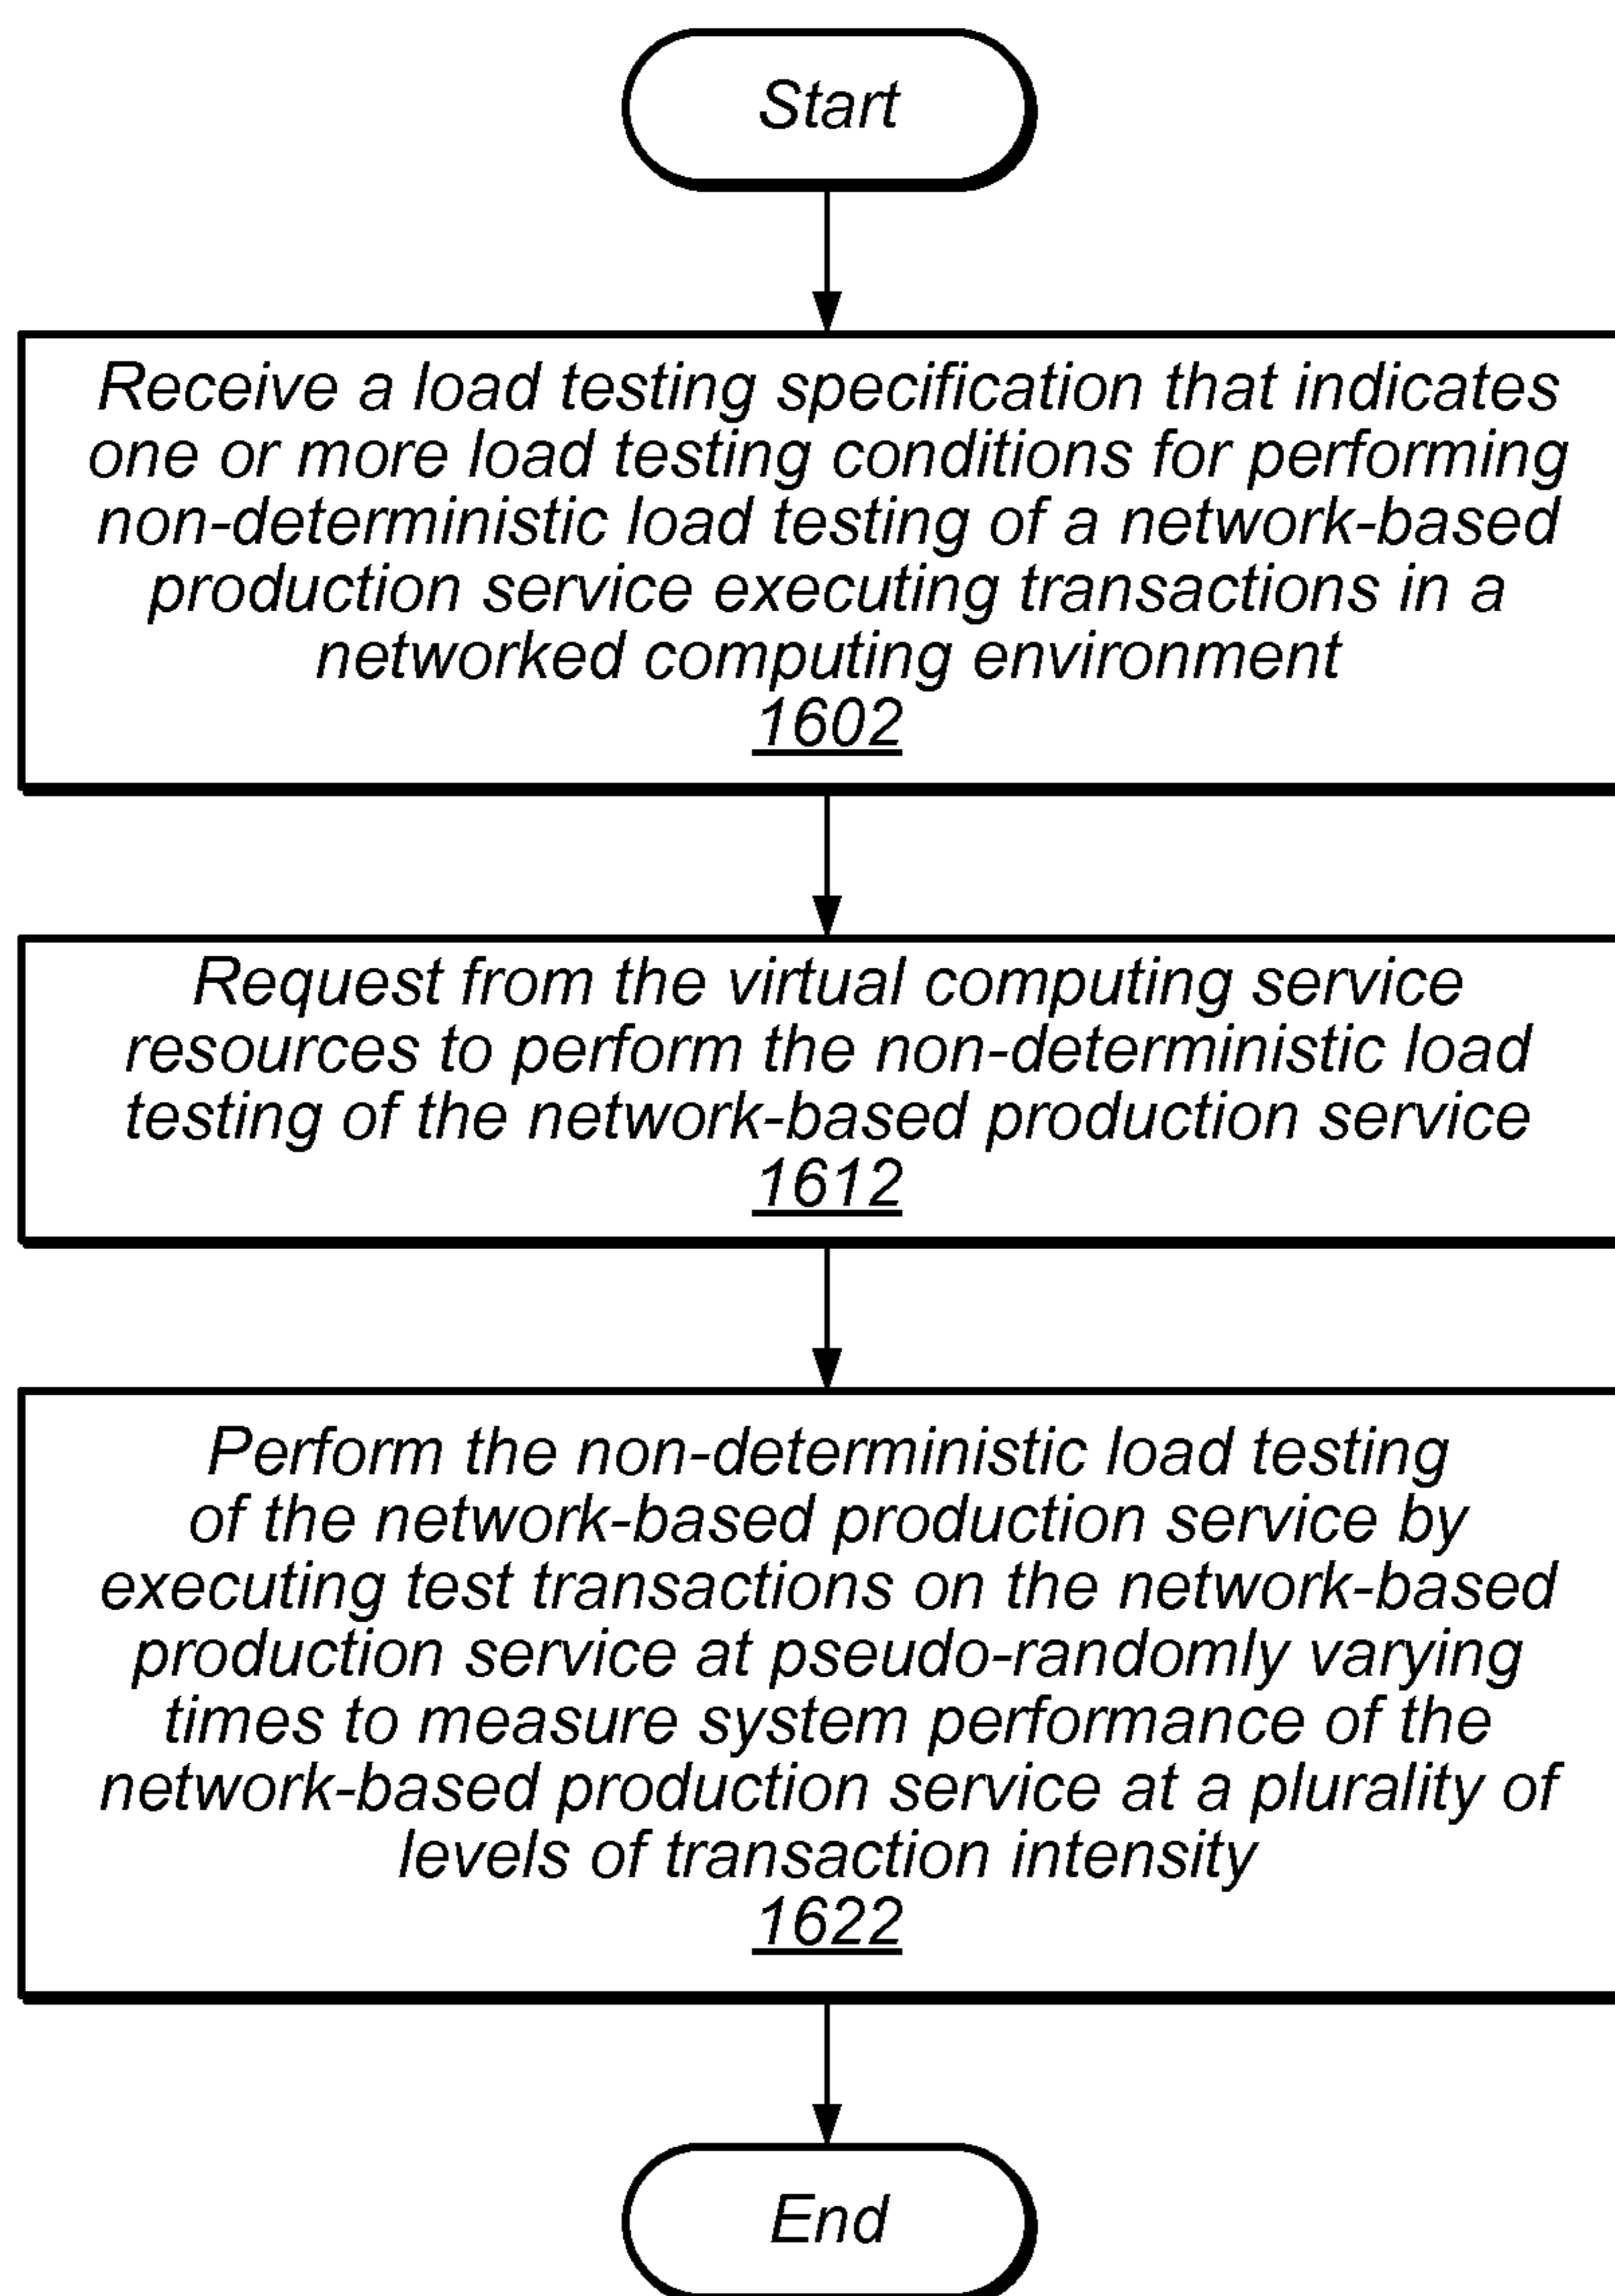 Start
Receive a load testing specification that indicates
one or more load testing conditions for performing
non-deterministic load testing of a network-based
production service executing transactions in a
networked computing environment
1602
Request from the virtual computing service
resources to perform the non-deterministic load
testing of the network-based production service
1612
Perform the non-deterministic load testing
of the network-based production service by
executing test transactions on the network-based
production service at pseudo-randomly varying
times to measure system performance of the
network-based production service at a plurality of
levels of transaction intensity
1622
End